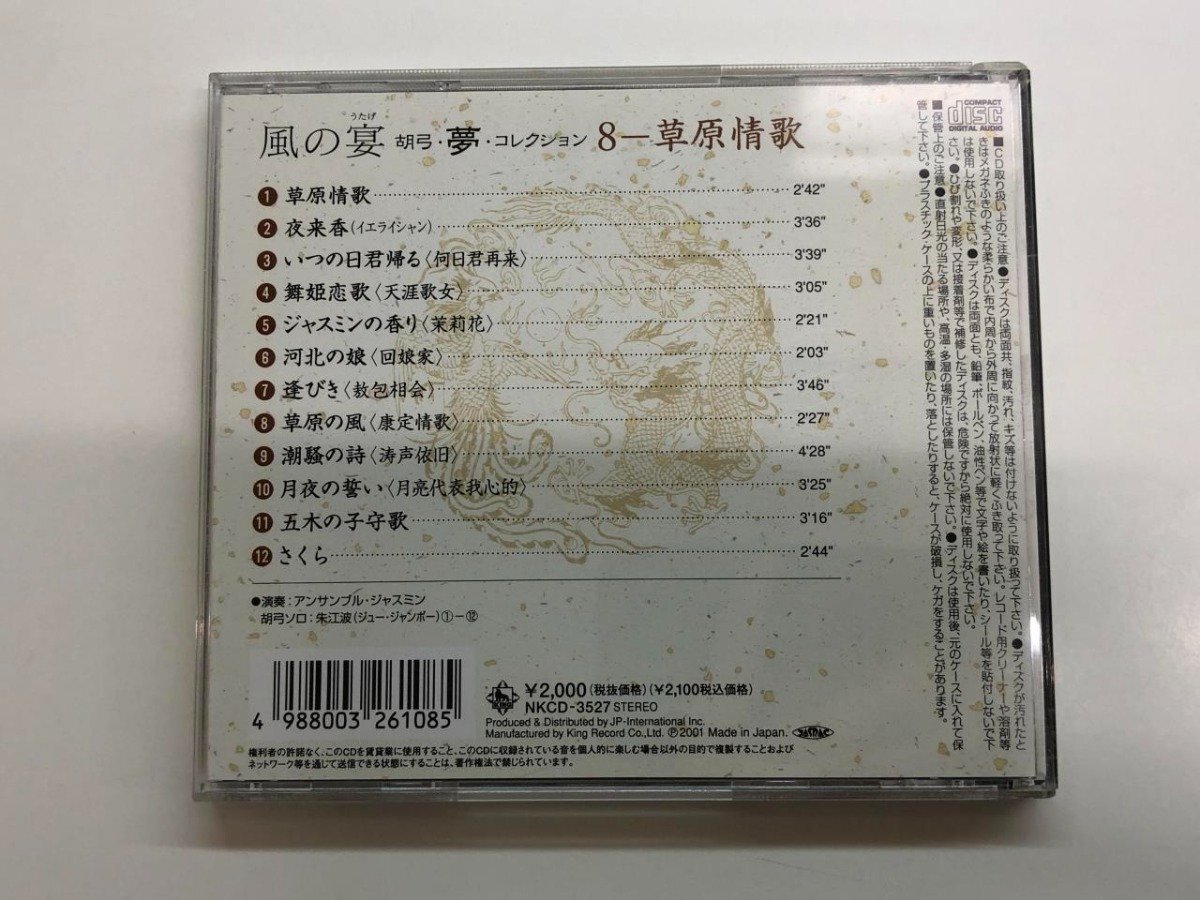 風の宴 胡弓・夢・コレクション 8−草原情歌
うたげ
1 草原情歌 2'42"
2 夜来香(イエライシャン) 3'36"
3 いつの日君帰る〈何日君再来〉 3'39"
4 舞姫恋歌〈天涯歌女〉 3'05"
5 ジャスミンの香り〈茉莉花〉 2'21"
6 河北の娘〈回娘家〉 2'03"
7 逢びき〈敖包相会〉 3'46"
8 草原の風〈康定情歌〉 2'27"
9 潮騒の詩〈涛声依旧〉 4'28"
10 月夜の誓い〈月亮代表我心的〉 3'25"
11 五木の子守歌 3'16"
12 さくら 2'44"
●演奏:アンサンブル・ジャスミン
胡弓ソロ:朱江波(ジュー・ジャンボー)①−⑫
4 988003 261085
KING
¥2,000(税抜価格)(¥2,100税込価格)
NKCD-3527 STEREO
Produced & Distributed by JP-International Inc.
Manufactured by King Record Co.,Ltd. ℗2001 Made in Japan.
JASRAC
権利者の許諾なく、このCDを賃貸業に使用すること、このCDに収録されている音を個人的に楽しむ場合以外の目的で複製することおよび
ネットワーク等を通じて送信できる状態にすることは、著作権法で禁じられています。
COMPACT
disc
DIGITAL AUDIO
■CD取り扱い上のご注意●ディスクは両面共、指紋、汚れ、キズ等は付けないように取り扱って下さい。●ディスクが汚れたと
きはメガネふきのような柔らかい布で内周から外周に向かって放射状に軽くふき取って下さい。レコード用クリーナーや溶剤等
は使用しないで下さい。●ディスクは両面とも、鉛筆、ボールペン、油性ペン等で文字や絵を書いたり、シール等を貼付しないで下
さい。●ひび割れや変形、又は接着剤等で補修したディスクは、危険ですから絶対に使用しないで下さい。
■保管上のご注意●直射日光の当たる場所や、高温・多湿の場所には保管しないで下さい。●ディスクは使用後、元のケースに入れて保
管して下さい。●プラスチック・ケースの上に重いものを置いたり、落としたりすると、ケースが破損し、ケガをすることがあります。